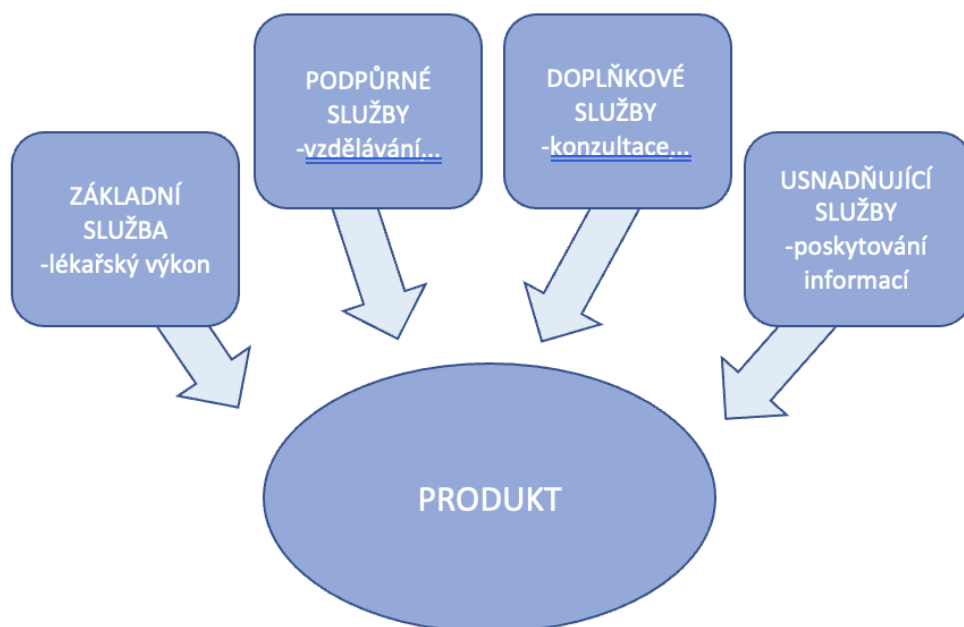 ZÁKLADNÍ
SLUŽBA
-lékařský výkon
PODPŮRNÉ
SLUŽBY
-vzdělávání,..
DOPLŇKOVÉ
SLUŽBY
-konzultace,..
USNADŇUJÍCÍ
SLUŽBY
-poskytování
informací
PRODUKT